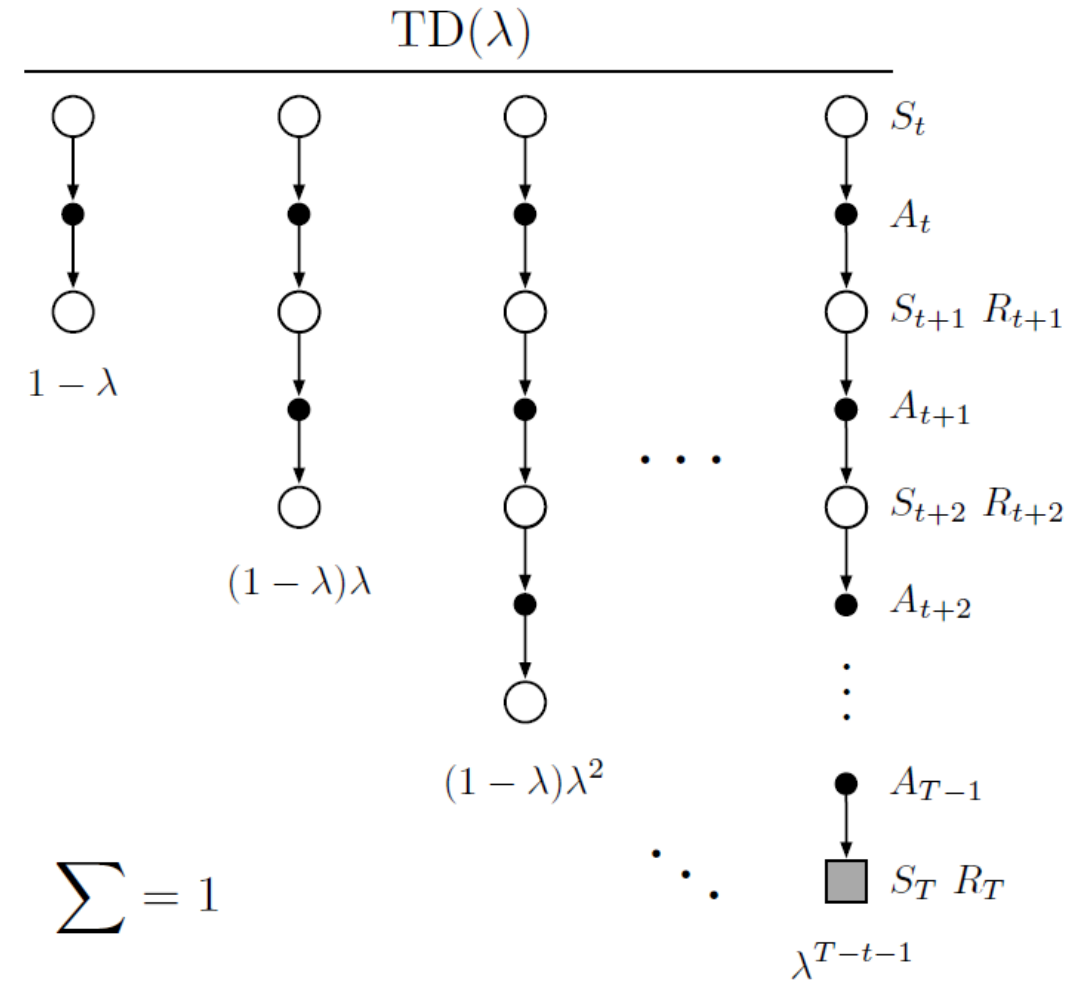 TD(λ)
S_t
A_t
S_{t+1} R_{t+1}
1 − λ
A_{t+1}
· · ·
S_{t+2} R_{t+2}
(1 − λ)λ
A_{t+2}
(1 − λ)λ^2
A_{T−1}
∑ = 1
S_T R_T
λ^{T−t−1}